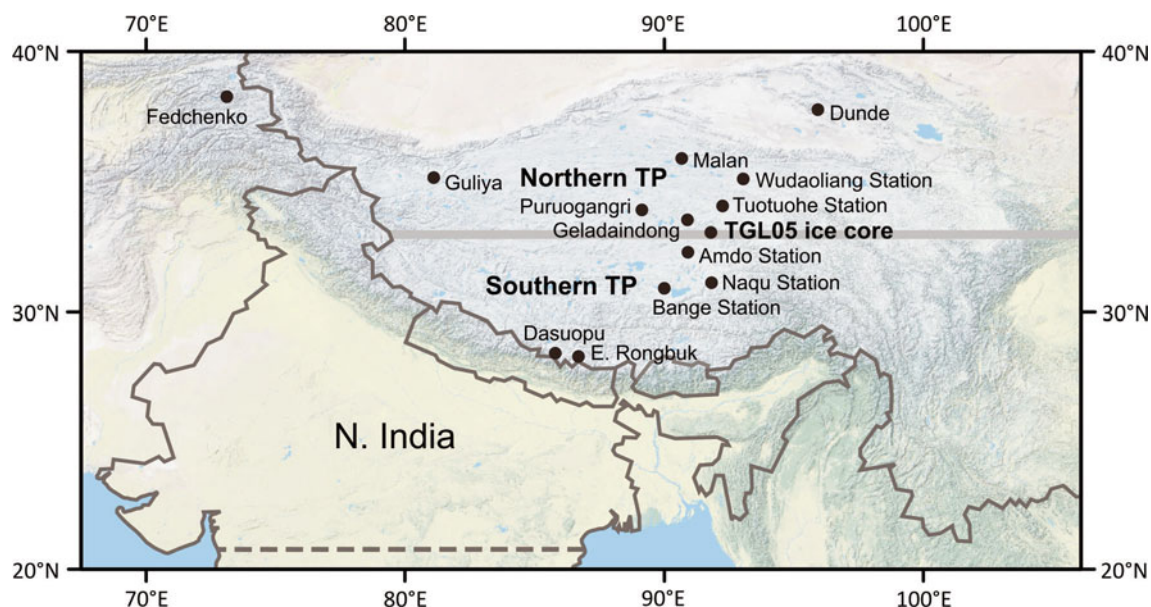 70°E 80°E 90°E 100°E
40°N 40°N
Fedchenko
Dunde
Malan
Guliya
Northern TP
Wudaoliang Station
Puruogangri
Tuotuohe Station
Geladaindong
TGL05 ice core
Amdo Station
Southern TP
Naqu Station
30°N 30°N
Bange Station
Dasuopu
E. Rongbuk
N. India
20°N 20°N
70°E 80°E 90°E 100°E